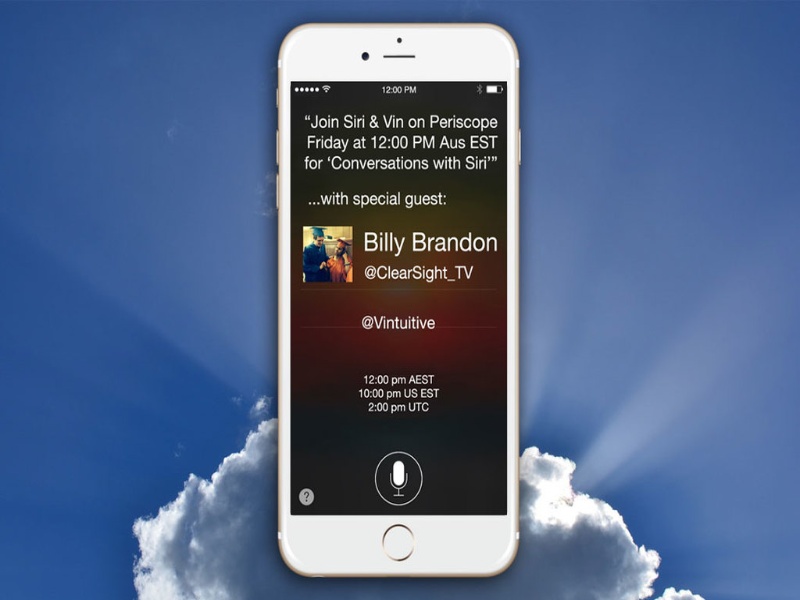 12:00 PM
“Join Siri & Vin on Periscope
Friday at 12:00 PM Aus EST
for ‘Conversations with Siri’”
...with special guest:
Billy Brandon
@ClearSight_TV
@Vintuitive
12:00 pm AEST
10:00 pm US EST
2:00 pm UTC
?